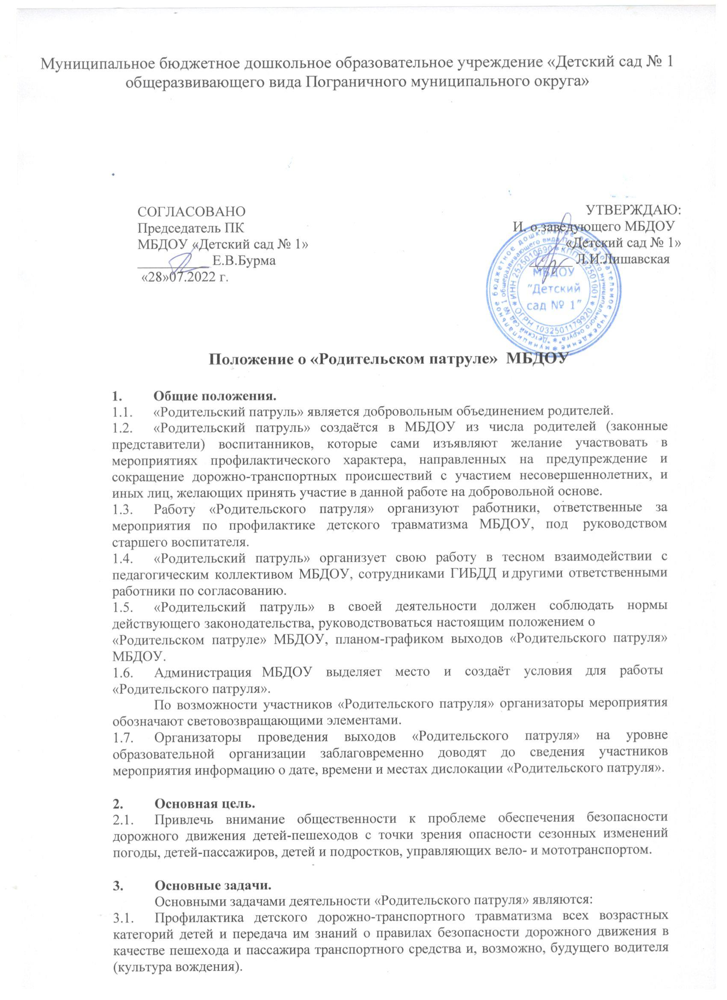 Муниципальное бюджетное дошкольное образовательное учреждение «Детский сад № 1
общеразвивающего вида Пограничного муниципального округа»
СОГЛАСОВАНО
Председатель ПК
МБДОУ «Детский сад № 1»
__________ Е.В.Бурма
«28»07.2022 г.
УТВЕРЖДАЮ:
И. о.заведующего МБДОУ
«Детский сад № 1»
______ Л.И.Лишавская
муниципальное бюджетное дошкольное образовательное учреждение
"Детский сад № 1 общеразвивающего вида Пограничного муниципального округа"
ИНН 2525010690 * КПП 252501001 * ОГРН 1032501179920 *
МБДОУ
"Детский
сад № 1"
Положение о «Родительском патруле» МБДОУ
1. Общие положения.
1.1. «Родительский патруль» является добровольным объединением родителей.
1.2. «Родительский патруль» создаётся в МБДОУ из числа родителей (законные
представители) воспитанников, которые сами изъявляют желание участвовать в
мероприятиях профилактического характера, направленных на предупреждение и
сокращение дорожно-транспортных происшествий с участием несовершеннолетних, и
иных лиц, желающих принять участие в данной работе на добровольной основе.
1.3. Работу «Родительского патруля» организуют работники, ответственные за
мероприятия по профилактике детского травматизма МБДОУ, под руководством
старшего воспитателя.
1.4. «Родительский патруль» организует свою работу в тесном взаимодействии с
педагогическим коллективом МБДОУ, сотрудниками ГИБДД и другими ответственными
работники по согласованию.
1.5. «Родительский патруль» в своей деятельности должен соблюдать нормы
действующего законодательства, руководствоваться настоящим положением о
«Родительском патруле» МБДОУ, планом-графиком выходов «Родительского патруля»
МБДОУ.
1.6. Администрация МБДОУ выделяет место и создаёт условия для работы
«Родительского патруля».
По возможности участников «Родительского патруля» организаторы мероприятия
обозначают световозвращающими элементами.
1.7. Организаторы проведения выходов «Родительского патруля» на уровне
образовательной организации заблаговременно доводят до сведения участников
мероприятия информацию о дате, времени и местах дислокации «Родительского патруля».
2. Основная цель.
2.1. Привлечь внимание общественности к проблеме обеспечения безопасности
дорожного движения детей-пешеходов с точки зрения опасности сезонных изменений
погоды, детей-пассажиров, детей и подростков, управляющих вело- и мототранспортом.
3. Основные задачи.
Основными задачами деятельности «Родительского патруля» являются:
3.1. Профилактика детского дорожно-транспортного травматизма всех возрастных
категорий детей и передача им знаний о правилах безопасности дорожного движения в
качестве пешехода и пассажира транспортного средства и, возможно, будущего водителя
(культура вождения).